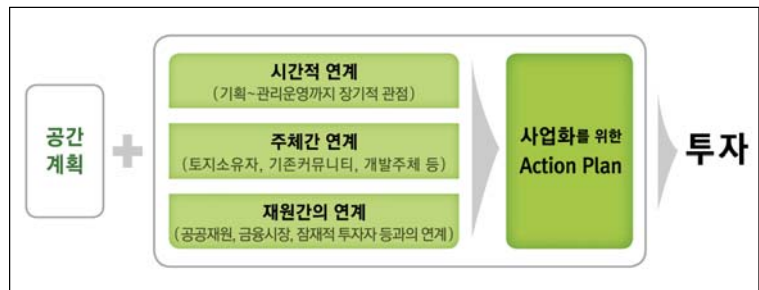 공간
계획
시간적 연계
(기획~관리운영까지 장기적 관점)
주체간 연계
(토지소유자, 기존커뮤니티, 개발주체 등)
재원간의 연계
(공공재원, 금융시장, 잠재적 투자자 등과의 연계)
사업화를 위한
Action Plan
투자